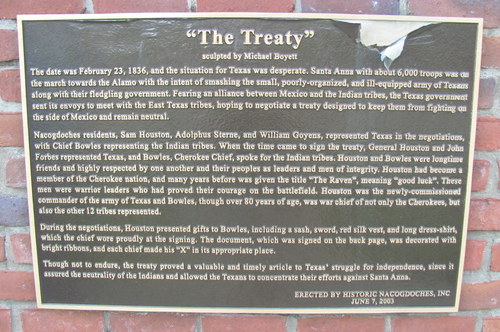 "The Treaty"
sculpted by Michael Boyett
The date was February 23, 1836, and the situation for Texas was desperate. Santa Anna with about 6,000 troops was on
the march towards the Alamo with the intent of smashing the small, poorly-organized, and ill-equipped army of Texans
along with their fledgling government. Fearing an alliance between Mexico and the Indian tribes, the Texas government
sent its envoys to meet with the East Texas tribes, hoping to negotiate a treaty designed to keep them from fighting on
the side of Mexico and remain neutral.
Nacogdoches residents, Sam Houston, Adolphus Sterne, and William Goyens, represented Texas in the negotiations,
with Chief Bowles representing the Indian tribes. When the time came to sign the treaty, General Houston and John
Forbes represented Texas, and Bowles, Cherokee Chief, spoke for the Indian tribes. Houston and Bowles were longtime
friends and highly respected by one another and their peoples as leaders and men of integrity. Houston had become a
member of the Cherokee nation, and many years before was given the title "The Raven", meaning "good luck". These
men were warrior leaders who had proved their courage on the battlefield. Houston was the newly-commissioned
commander of the army of Texas and Bowles, though over 80 years of age, was war chief of not only the Cherokees, but
also the other 12 tribes represented.
During the negotiations, Houston presented gifts to Bowles, including a sash, sword, red silk vest, and long dress-shirt,
which the chief wore proudly at the signing. The document, which was signed on the back page, was decorated with
bright ribbons, and each chief made his "X" in its appropriate place.
Though not to endure, the treaty proved a valuable and timely article to Texas' struggle for independence, since it
assured the neutrality of the Indians and allowed the Texans to concentrate their efforts against Santa Anna.
ERECTED BY HISTORIC NACOGDOCHES, INC
JUNE 7, 2003